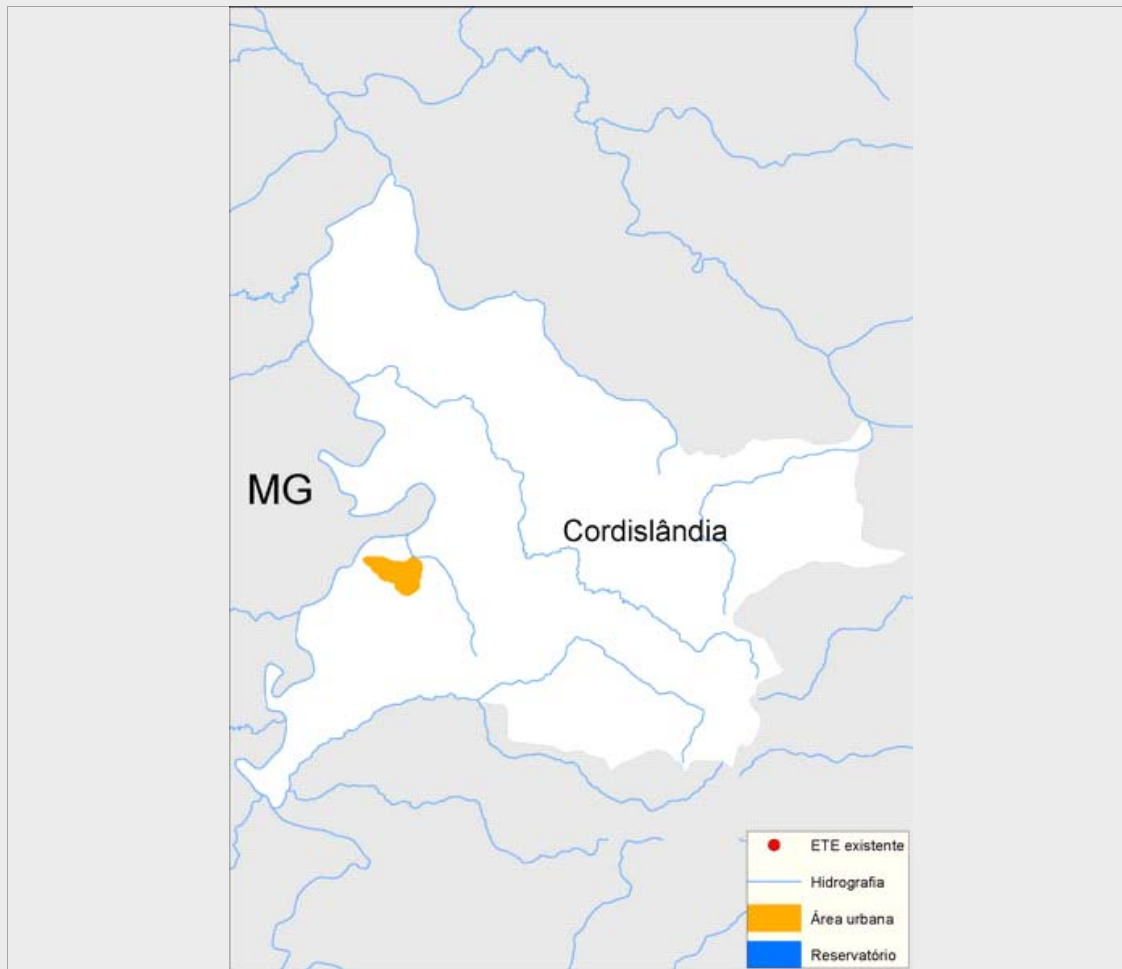 MG
Cordislândia
ETE existente
Hidrografia
Área urbana
Reservatório